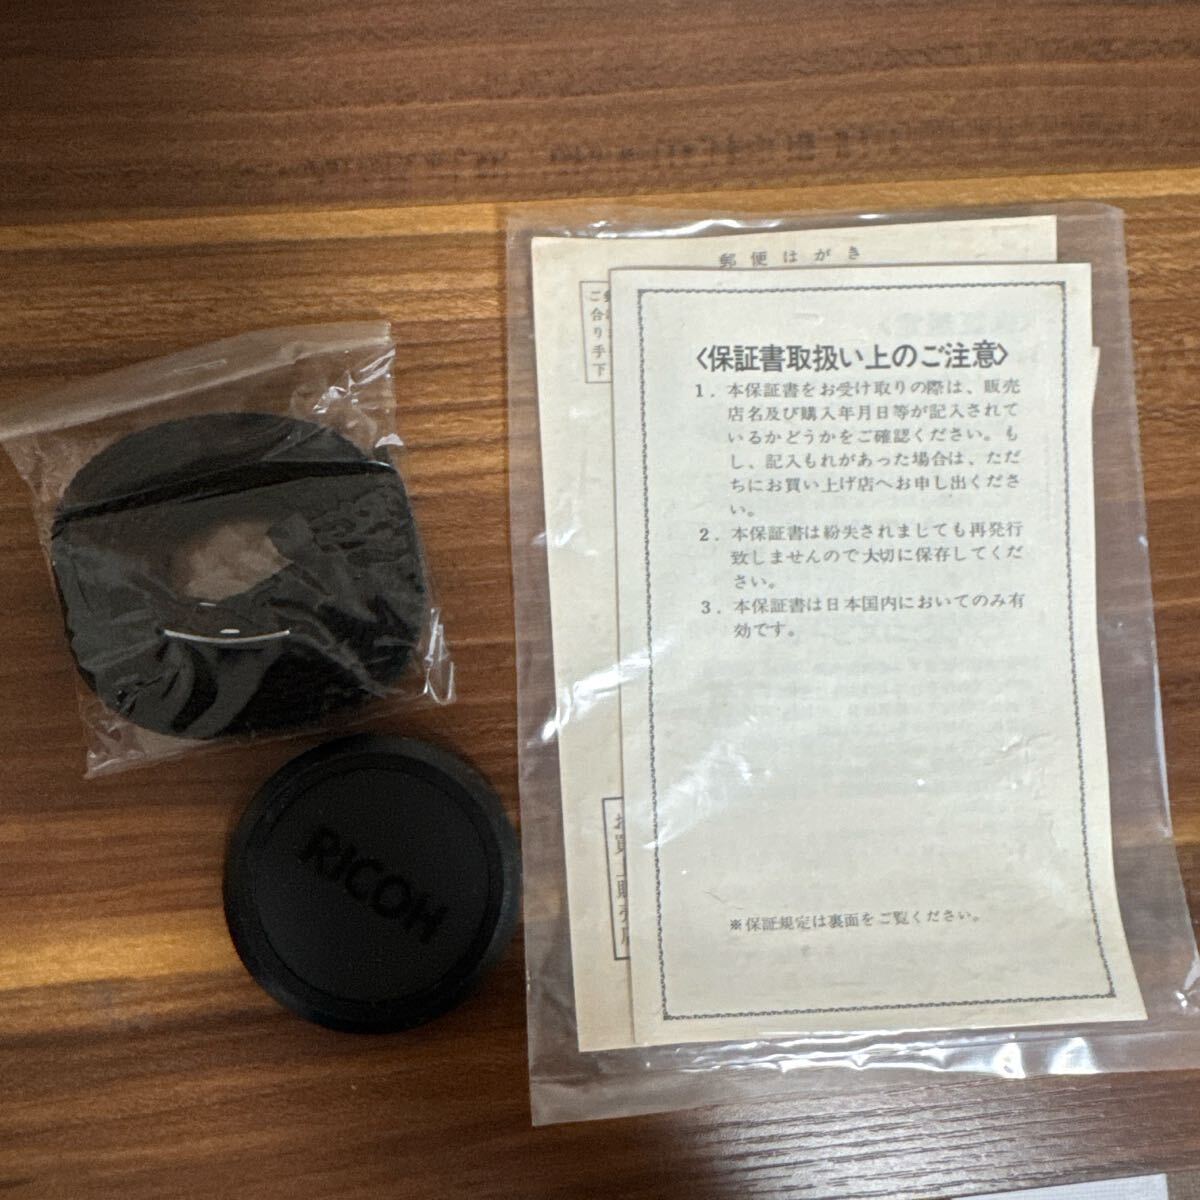 郵便はがき
合
り
手
下
〈保証書取扱い上のご注意〉
1. 本保証書をお受け取りの際は、販売
店名及び購入年月日等が記入されて
いるかどうかをご確認ください。も
し、記入もれがあった場合は、ただ
ちにお買い上げ店へお申し出くださ
い。
2. 本保証書は紛失されましても再発行
致しませんので大切に保存してくだ
さい。
3. 本保証書は日本国内においてのみ有
効です。
※保証規定は裏面をご覧ください。
RICOH